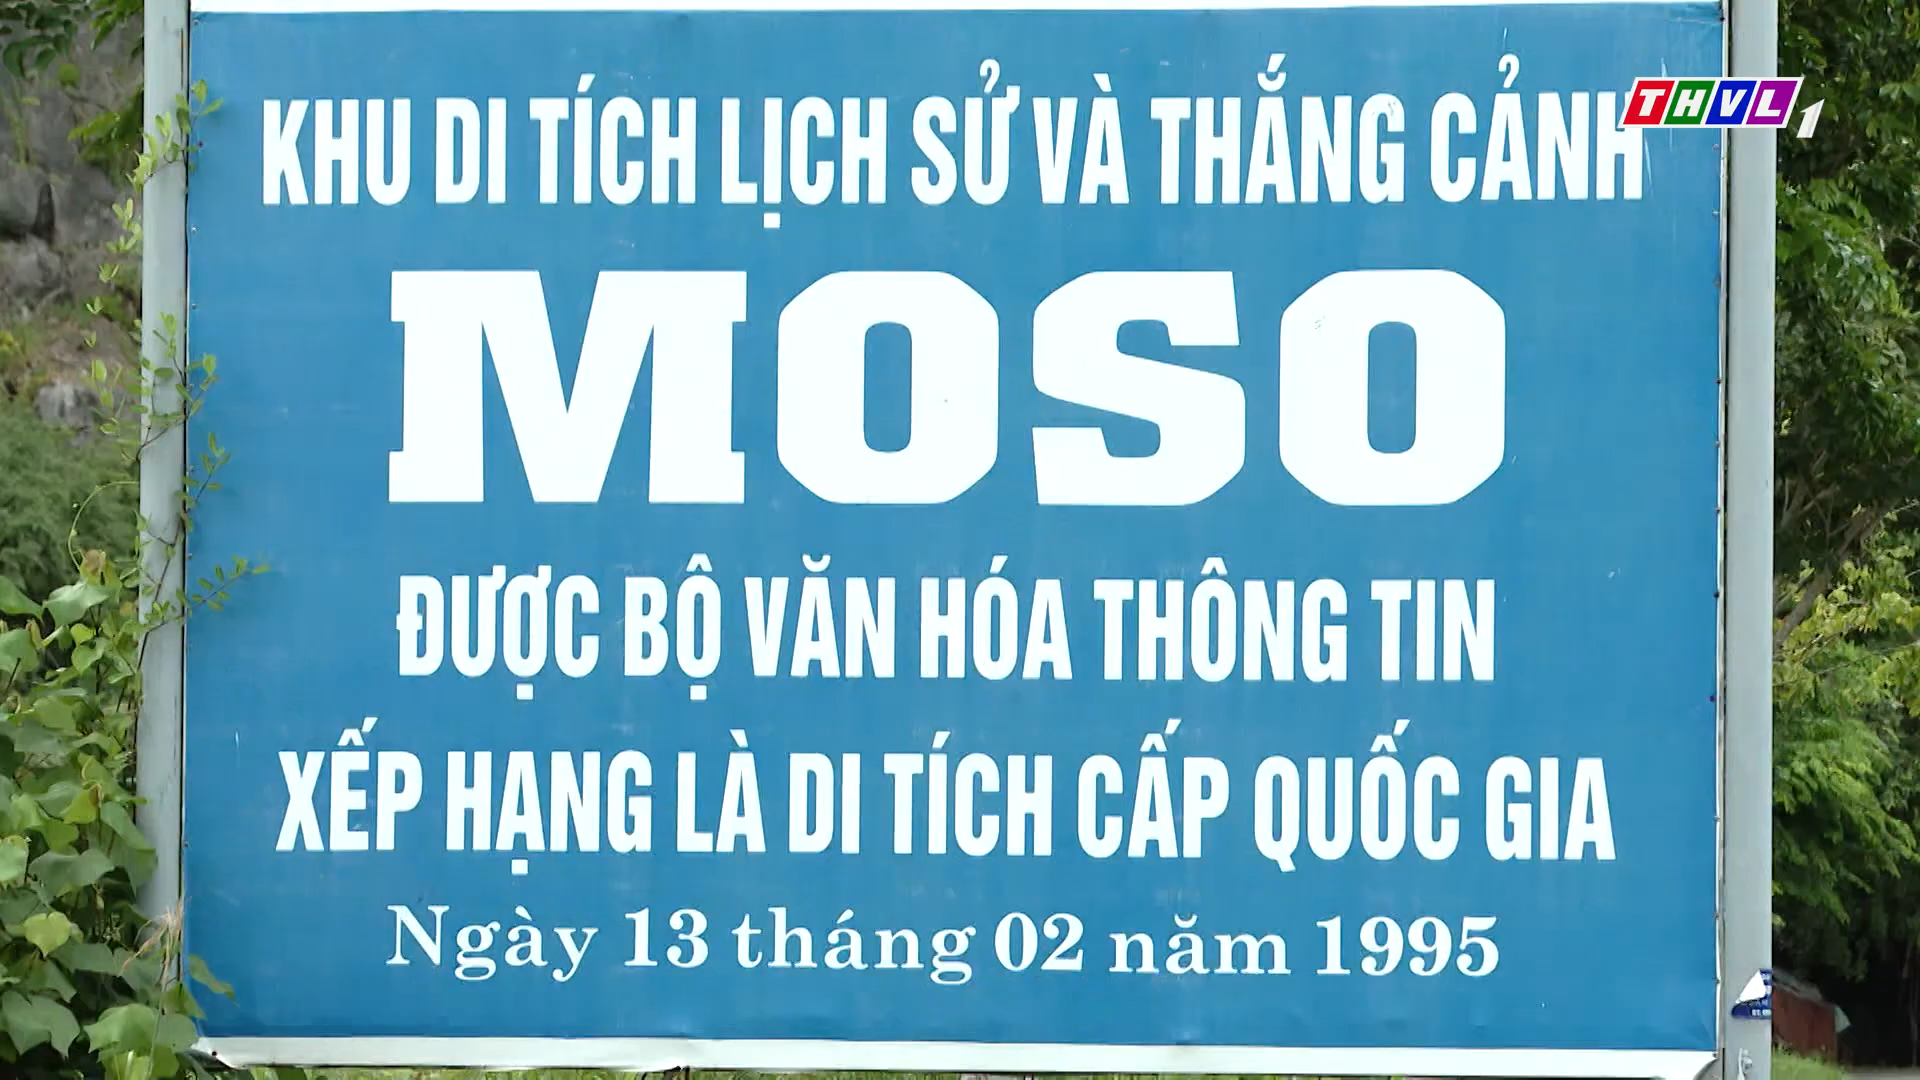 THVL1
KHU DI TÍCH LỊCH SỬ VÀ THẮNG CẢNH
MOSO
ĐƯỢC BỘ VĂN HÓA THÔNG TIN
XẾP HẠNG LÀ DI TÍCH CẤP QUỐC GIA
Ngày 13 tháng 02 năm 1995